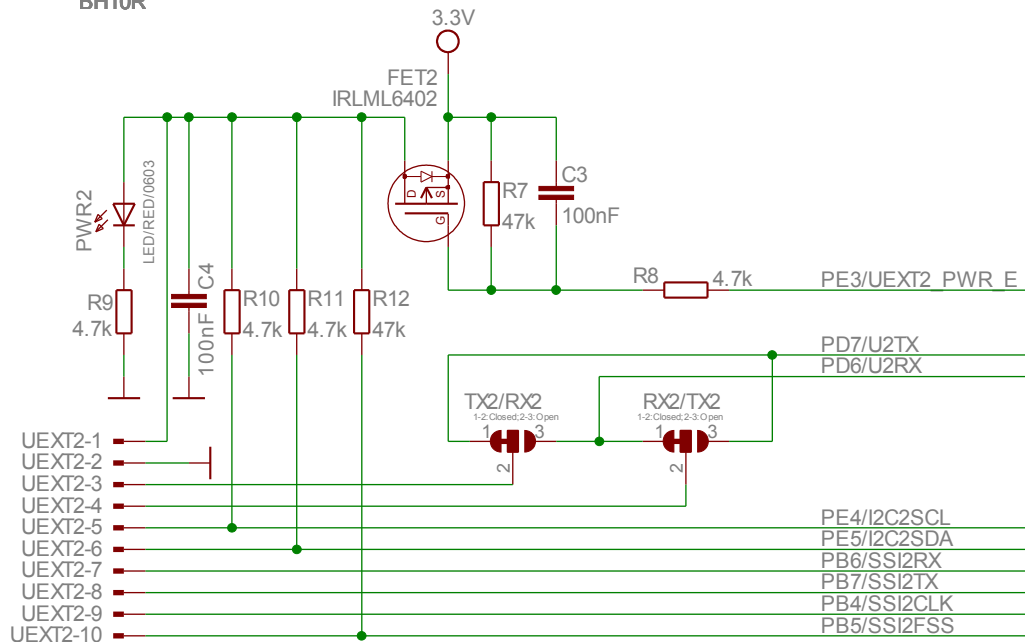 BH10R
3.3V
FET2
IRLML6402
PWR2
LED/RED/0603
D
S
G
R7
47k
C3
100nF
C4
100nF
R9
4.7k
R10
4.7k
R11
4.7k
R12
47k
R8
4.7k
PE3/UEXT2_PWR_E
PD7/U2TX
PD6/U2RX
TX2/RX2
1-2:Closed;2-3:Open
1
3
2
RX2/TX2
1-2:Closed;2-3:Open
1
3
2
UEXT2-1
UEXT2-2
UEXT2-3
UEXT2-4
UEXT2-5
PE4/I2C2SCL
UEXT2-6
PE5/I2C2SDA
UEXT2-7
PB6/SSI2RX
UEXT2-8
PB7/SSI2TX
UEXT2-9
PB4/SSI2CLK
UEXT2-10
PB5/SSI2FSS